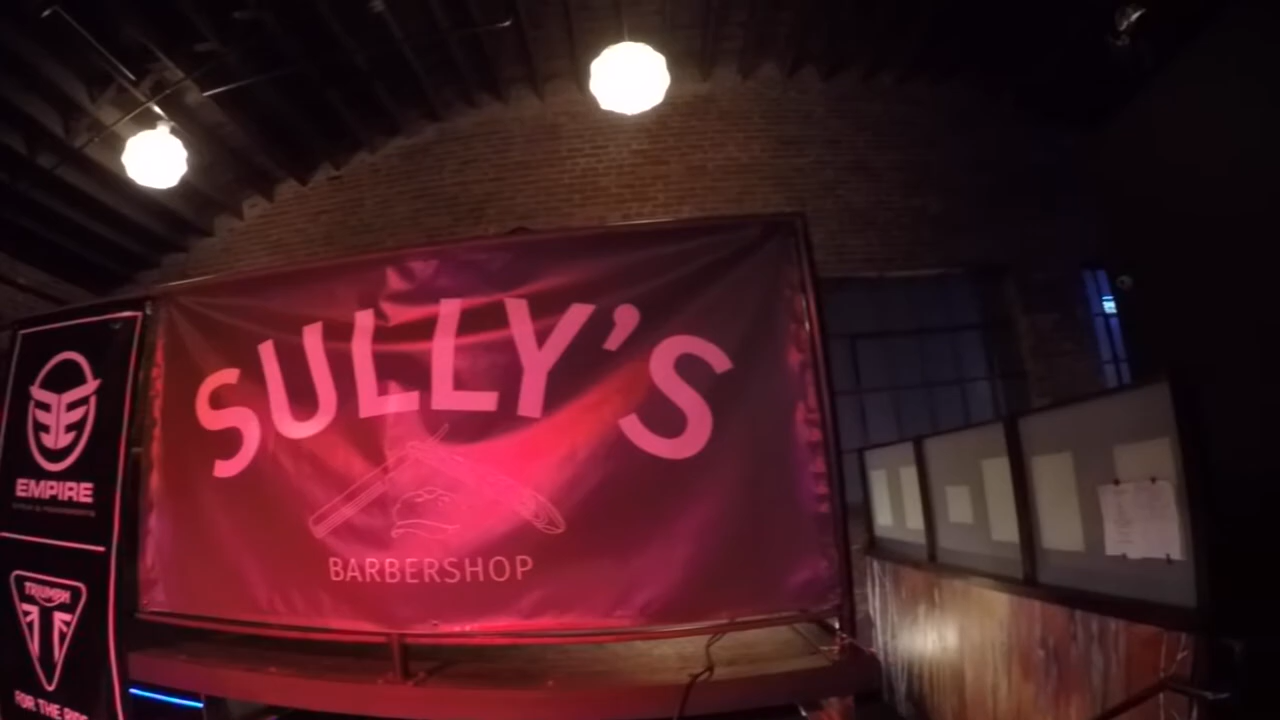 SULLY'S
BARBERSHOP
EMPIRE
TRIUMPH
FOR THE RIDE